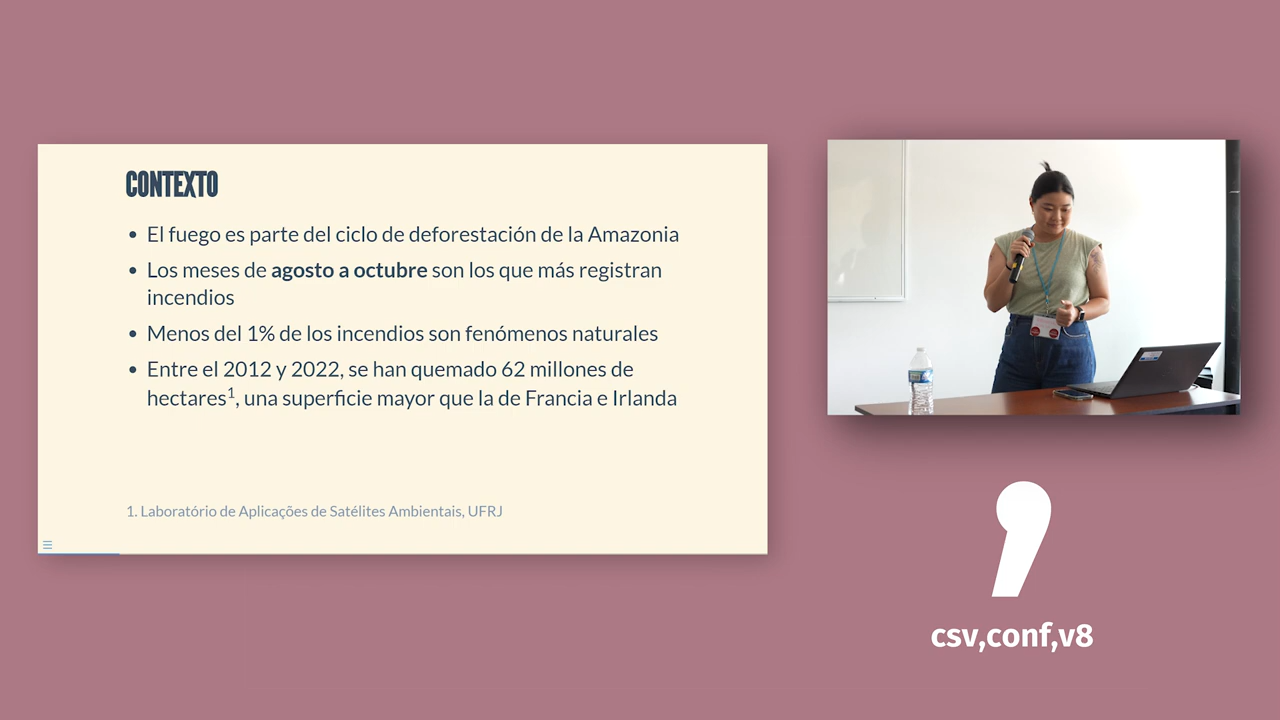 CONTEXTO
• El fuego es parte del ciclo de deforestación de la Amazonia
• Los meses de agosto a octubre son los que más registran
incendios
• Menos del 1% de los incendios son fenómenos naturales
• Entre el 2012 y 2022, se han quemado 62 millones de
hectares1, una superficie mayor que la de Francia e Irlanda
1. Laboratório de Aplicações de Satélites Ambientais, UFRJ
csv,conf,v8